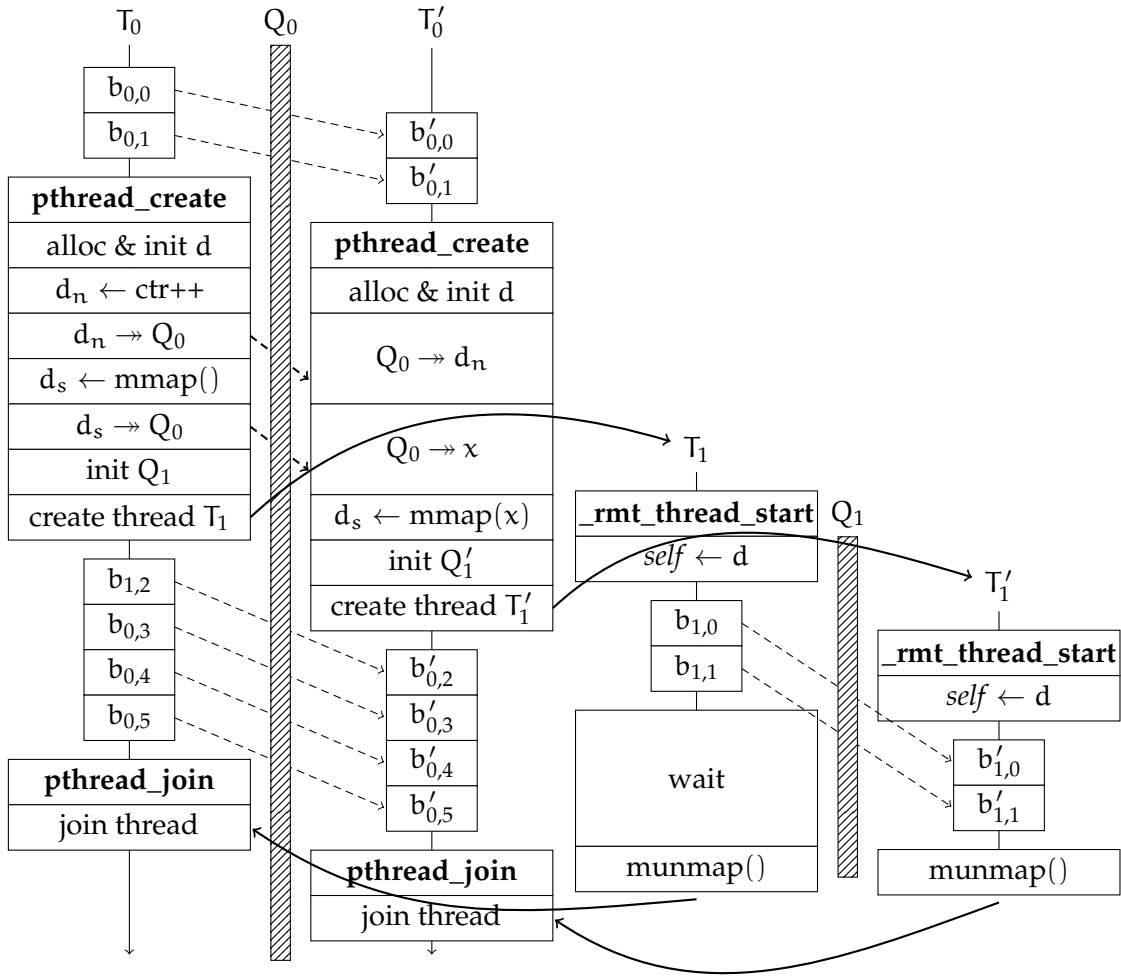 T₀
Q₀
T₀′
b₀,₀
b₀,₁
pthread_create
alloc & init d
dₙ ← ctr++
dₙ ↠ Q₀
dₛ ← mmap()
dₛ ↠ Q₀
init Q₁
create thread T₁
b₁,₂
b₀,₃
b₀,₄
b₀,₅
pthread_join
join thread
b′₀,₀
b′₀,₁
pthread_create
alloc & init d
Q₀ ↠ dₙ
Q₀ ↠ x
dₛ ← mmap(x)
init Q₁′
create thread T₁′
b′₀,₂
b′₀,₃
b′₀,₄
b′₀,₅
pthread_join
join thread
T₁
_rmt_thread_start
self ← d
b₁,₀
b₁,₁
wait
munmap()
Q₁
T₁′
_rmt_thread_start
self ← d
b′₁,₀
b′₁,₁
munmap()